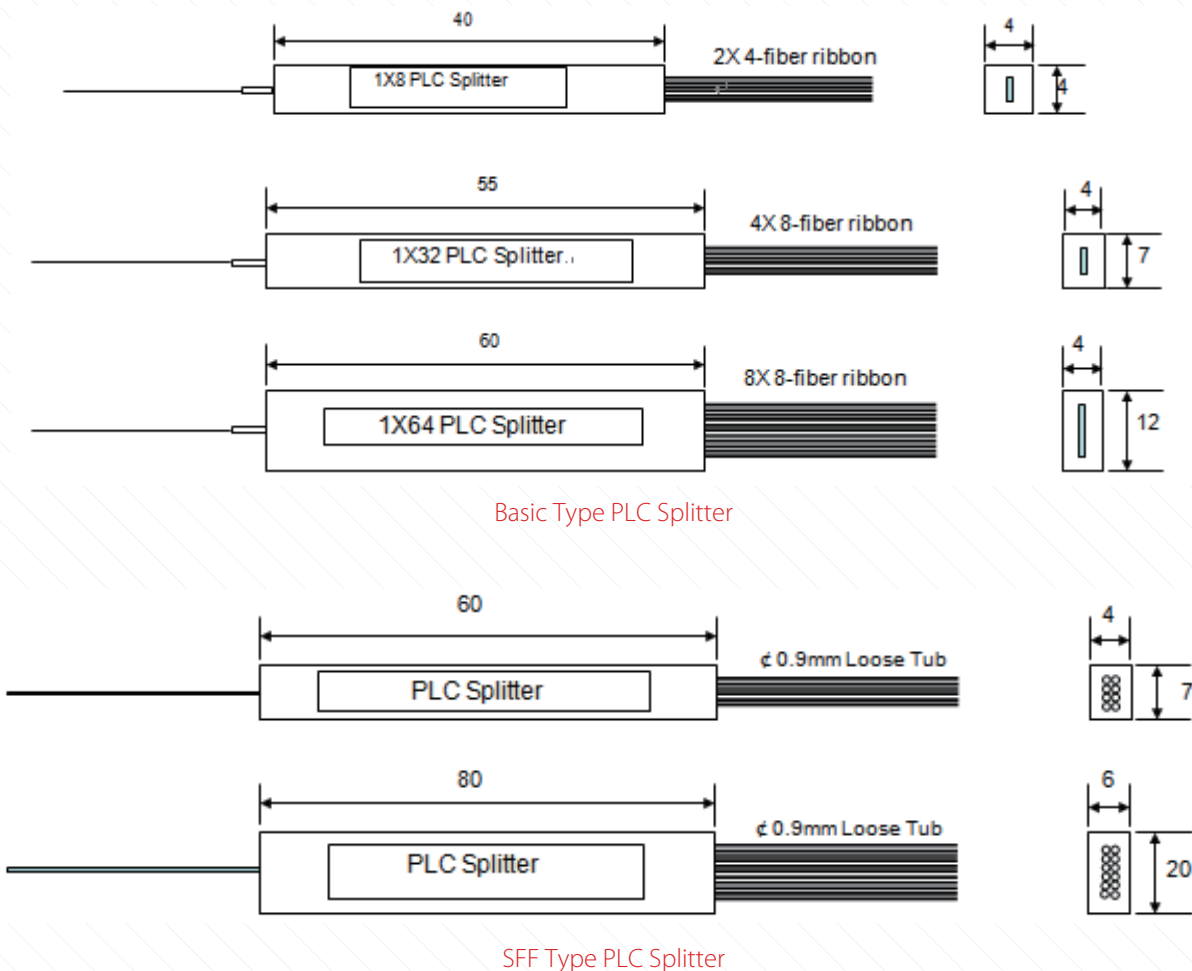 40
4
2X 4-fiber ribbon
1X8 PLC Splitter
4
55
4
4X 8-fiber ribbon
1X32 PLC Splitter
7
60
4
8X 8-fiber ribbon
1X64 PLC Splitter
12
Basic Type PLC Splitter
60
4
¢ 0.9mm Loose Tub
PLC Splitter
7
80
6
¢ 0.9mm Loose Tub
PLC Splitter
20
SFF Type PLC Splitter